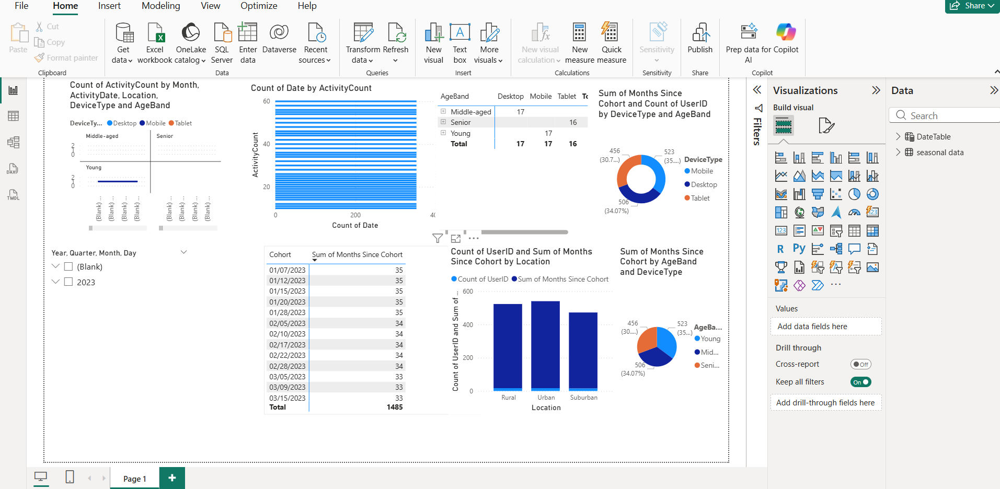 File Home Insert Modeling View Optimize Help
Share
Paste
Cut
Copy
Format painter
Clipboard
Get data
Excel workbook
OneLake catalog
SQL Server
Enter data
Dataverse
Recent sources
Data
Transform data
Refresh
Queries
New visual
Text box
More visuals
Insert
New visual calculation
New measure
Quick measure
Calculations
Sensitivity
Sensitivity
Publish
Share
Prep data for AI
Copilot
Copilot
Count of ActivityCount by Month,
ActivityDate, Location,
DeviceType and AgeBand
DeviceTy... Desktop Mobile Tablet
Middle-aged
Senior
2
1
0
Young
2
1
0
(Blank) ...
(Blank) ...
(Blank) ...
(Blank) ...
(Blank) ...
(Blank) ...
(Blank) ...
(Blank) ...
Count of Date by ActivityCount
ActivityCount
60
40
20
0 200 40
Count of Date
AgeBand Desktop Mobile Tablet To
Middle-aged 17
Senior 16
Young 17
Total 17 17 16
Sum of Months Since
Cohort and Count of UserID
by DeviceType and AgeBand
456
(30.7...)
523
(35....)
506
(34.07%)
DeviceType
Mobile
Desktop
Tablet
Year, Quarter, Month, Day
(Blank)
2023
Cohort Sum of Months Since Cohort
01/07/2023 35
01/12/2023 35
01/15/2023 35
01/20/2023 35
01/28/2023 35
02/05/2023 34
02/10/2023 34
02/17/2023 34
02/22/2023 34
02/28/2023 34
03/05/2023 33
03/09/2023 33
03/15/2023 33
Total 1485
Count of UserID and Sum of Months
Since Cohort by Location
Count of UserID Sum of Months Since Cohort
Count of UserID and Sum of ...
600
400
200
0
Rural Urban Suburban
Location
Sum of Months Since
Cohort by AgeBand
and DeviceType
456
(30....)
523
(35...)
506
(34.07%)
AgeBa...
Young
Mid...
Seni...
Filters
Visualizations
Build visual
123
123
R
Py
Values
Add data fields here
Drill through
Cross-report Off
Keep all filters On
Add drill-through fields here
Data
Search
DateTable
seasonal data
DAX
TMDL
Page 1